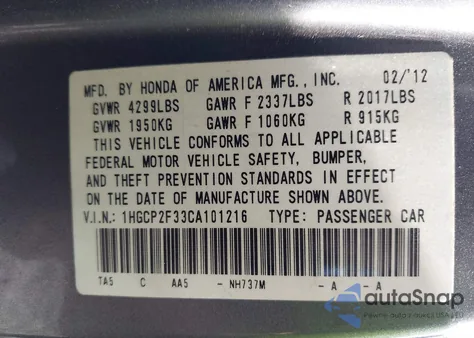 MFD. BY HONDA OF AMERICA MFG., INC. 02/'12
GVWR 4299LBS GAWR F 2337LBS R 2017LBS
GVWR 1950KG GAWR F 1060KG R 915KG
THIS VEHICLE CONFORMS TO ALL APPLICABLE
FEDERAL MOTOR VEHICLE SAFETY, BUMPER,
AND THEFT PREVENTION STANDARDS IN EFFECT
ON THE DATE OF MANUFACTURE SHOWN ABOVE.
V.I.N.: 1HGCP2F33CA101216 TYPE: PASSENGER CAR
TA5 C AA5 - NH737M - A - A
autoSnap